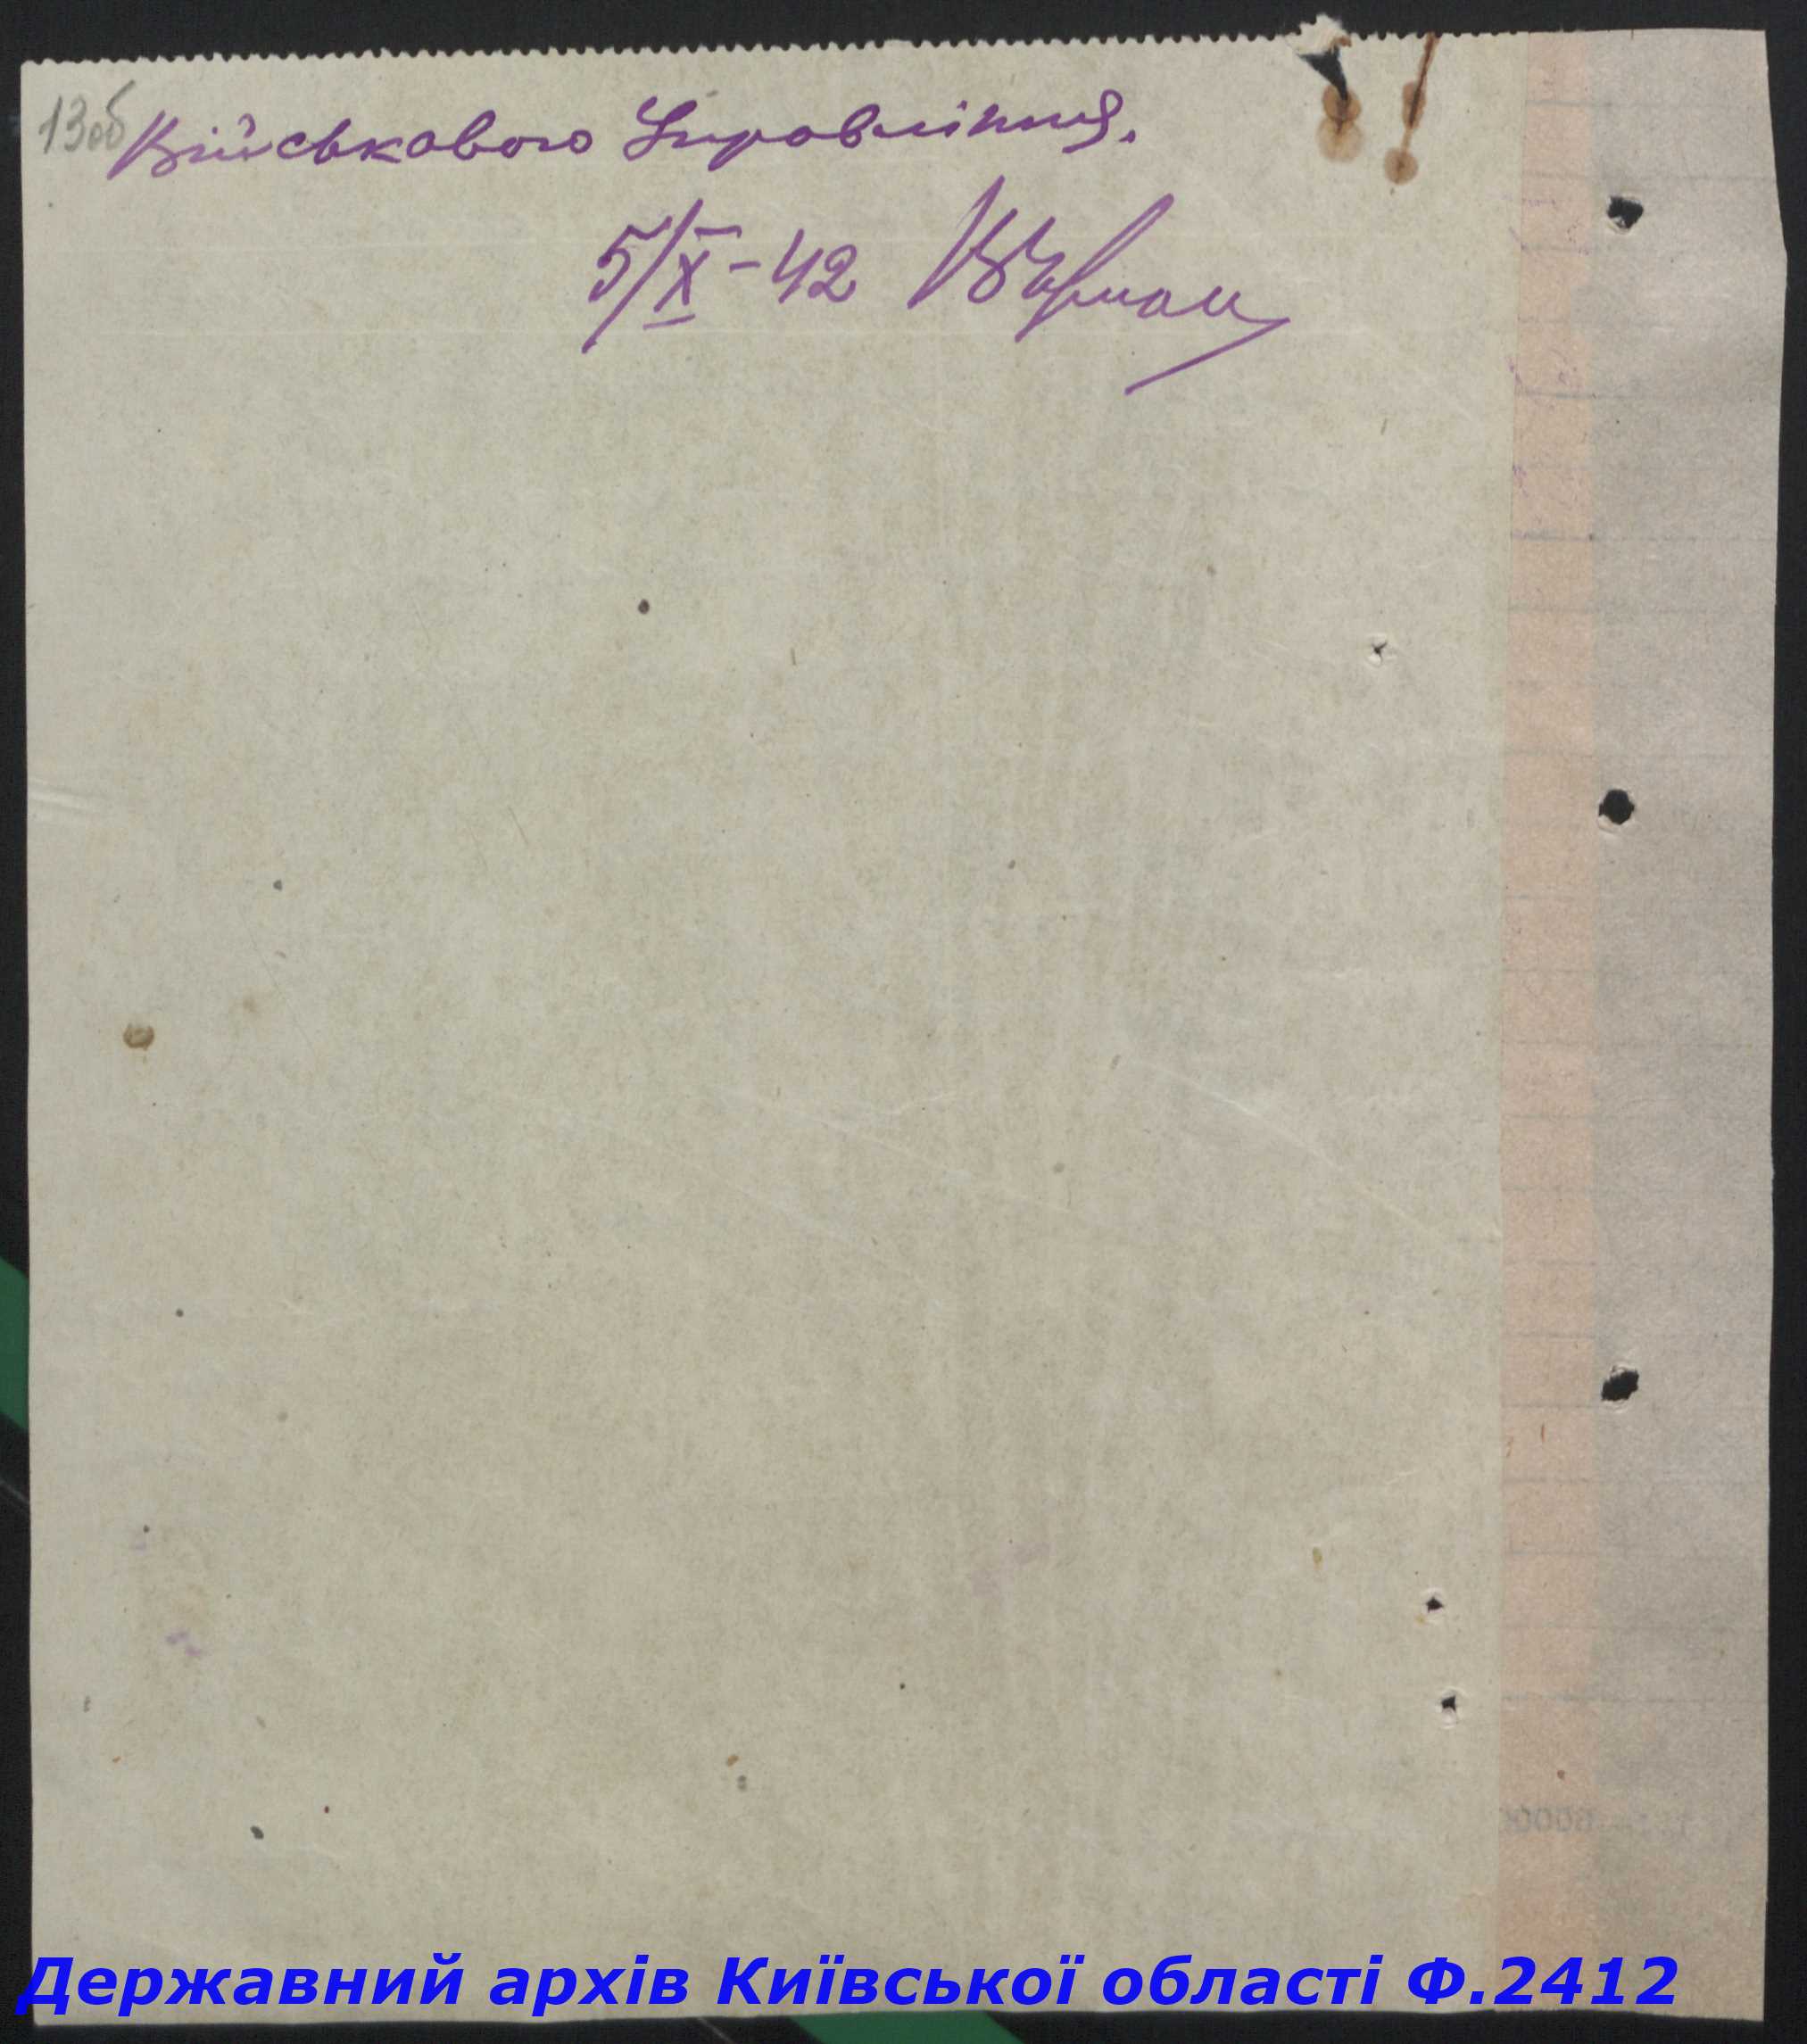 13об
Військового Управління.
5/X-42
Державний архів Київської області Ф.2412